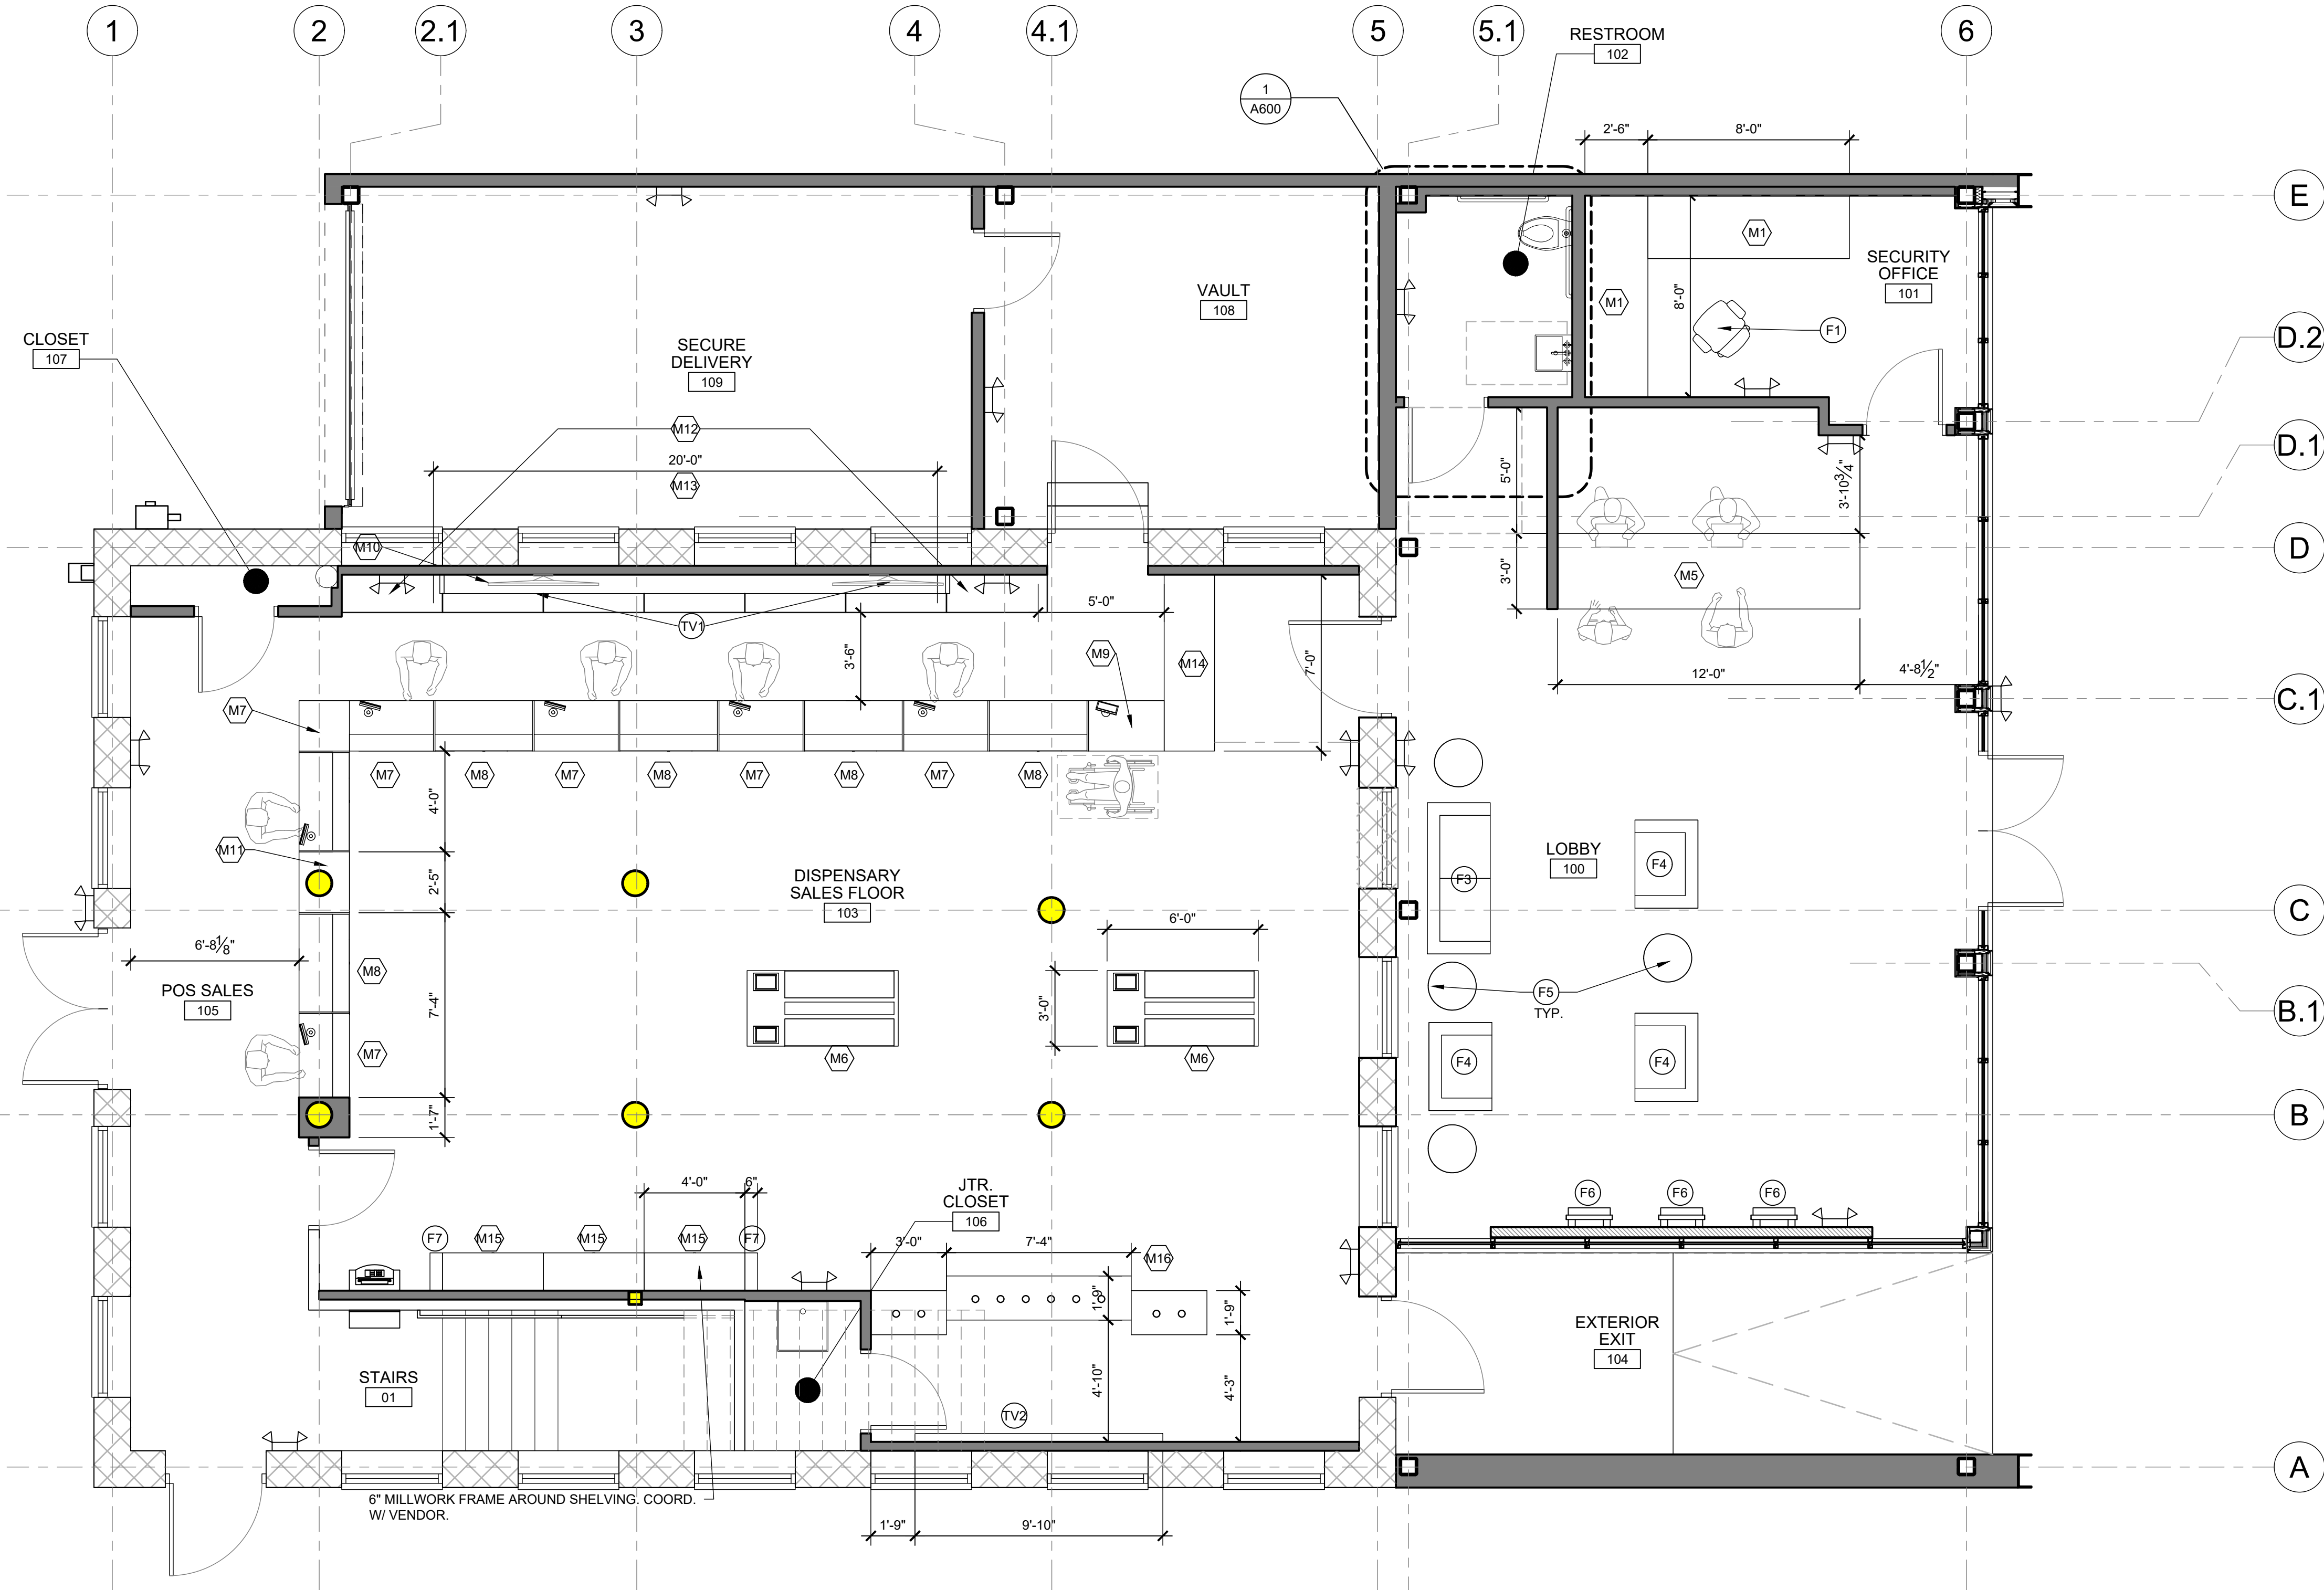 1
2
2.1
3
4
4.1
5
5.1
6
RESTROOM
102
1
A600
2'-6"
8'-0"
E
M1
SECURITY
OFFICE
101
VAULT
108
M1
8'-0"
F1
CLOSET
107
SECURE
DELIVERY
109
D.2
M12
20'-0"
M13
D.1
5'-0"
3'-10¾"
M10
D
3'-0"
M5
5'-0"
TV1
3'-6"
M9
M14
7'-0"
12'-0"
4'-8½"
C.1
M7
M7
M8
M7
M8
M7
M8
M7
M8
4'-0"
M11
2'-5"
DISPENSARY
SALES FLOOR
103
LOBBY
100
F3
F4
C
6'-8⅛"
6'-0"
M8
POS SALES
105
7'-4"
3'-0"
F5
TYP.
B.1
M7
M6
M6
F4
F4
1'-7"
B
4'-0"
6"
JTR.
CLOSET
106
F6
F6
F6
F7
M15
M15
M15
F7
3'-0"
7'-4"
M16
1'-9"
1'-9"
EXTERIOR
EXIT
104
STAIRS
01
4'-10"
4'-3"
TV2
A
6" MILLWORK FRAME AROUND SHELVING. COORD.
W/ VENDOR.
1'-9"
9'-10"